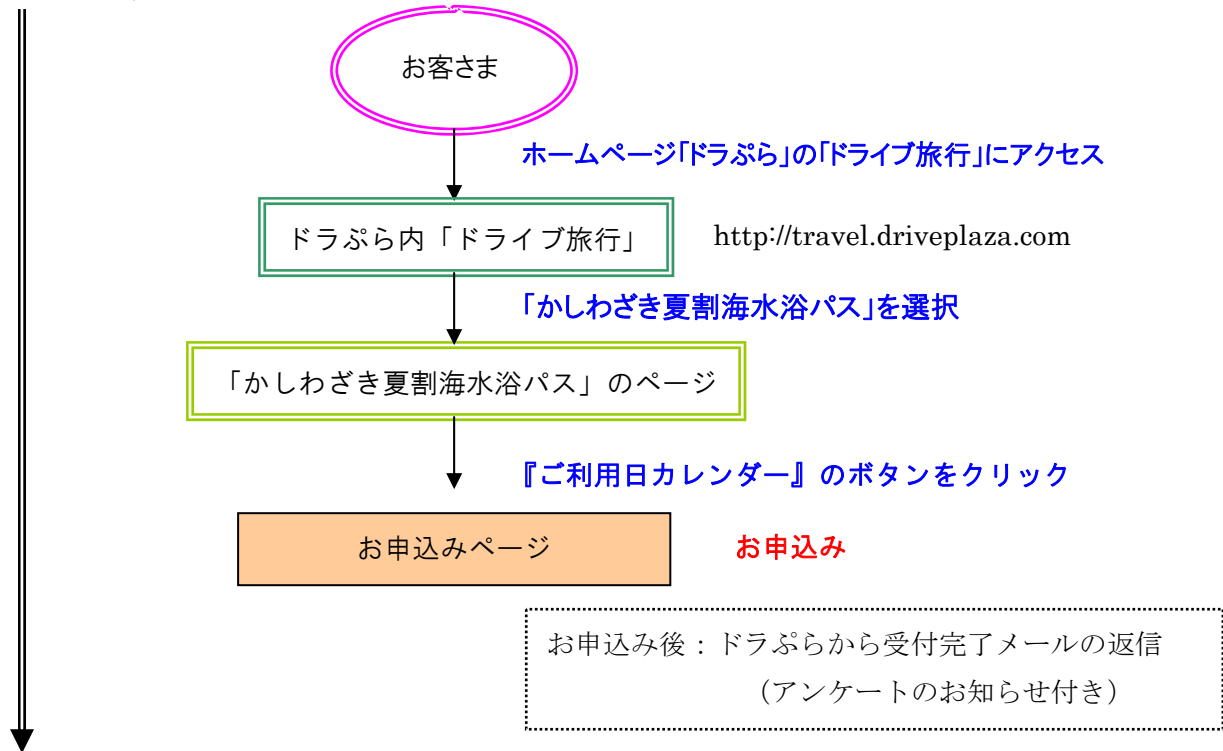 お客さま
ホームページ「ドラぷら」の「ドライブ旅行」にアクセス
ドラぷら内「ドライブ旅行」
http://travel.driveplaza.com
「かしわざき夏割海水浴パス」を選択
「かしわざき夏割海水浴パス」のページ
『ご利用日カレンダー』のボタンをクリック
お申込みページ
お申込み
お申込み後：ドラぷらから受付完了メールの返信
（アンケートのお知らせ付き）